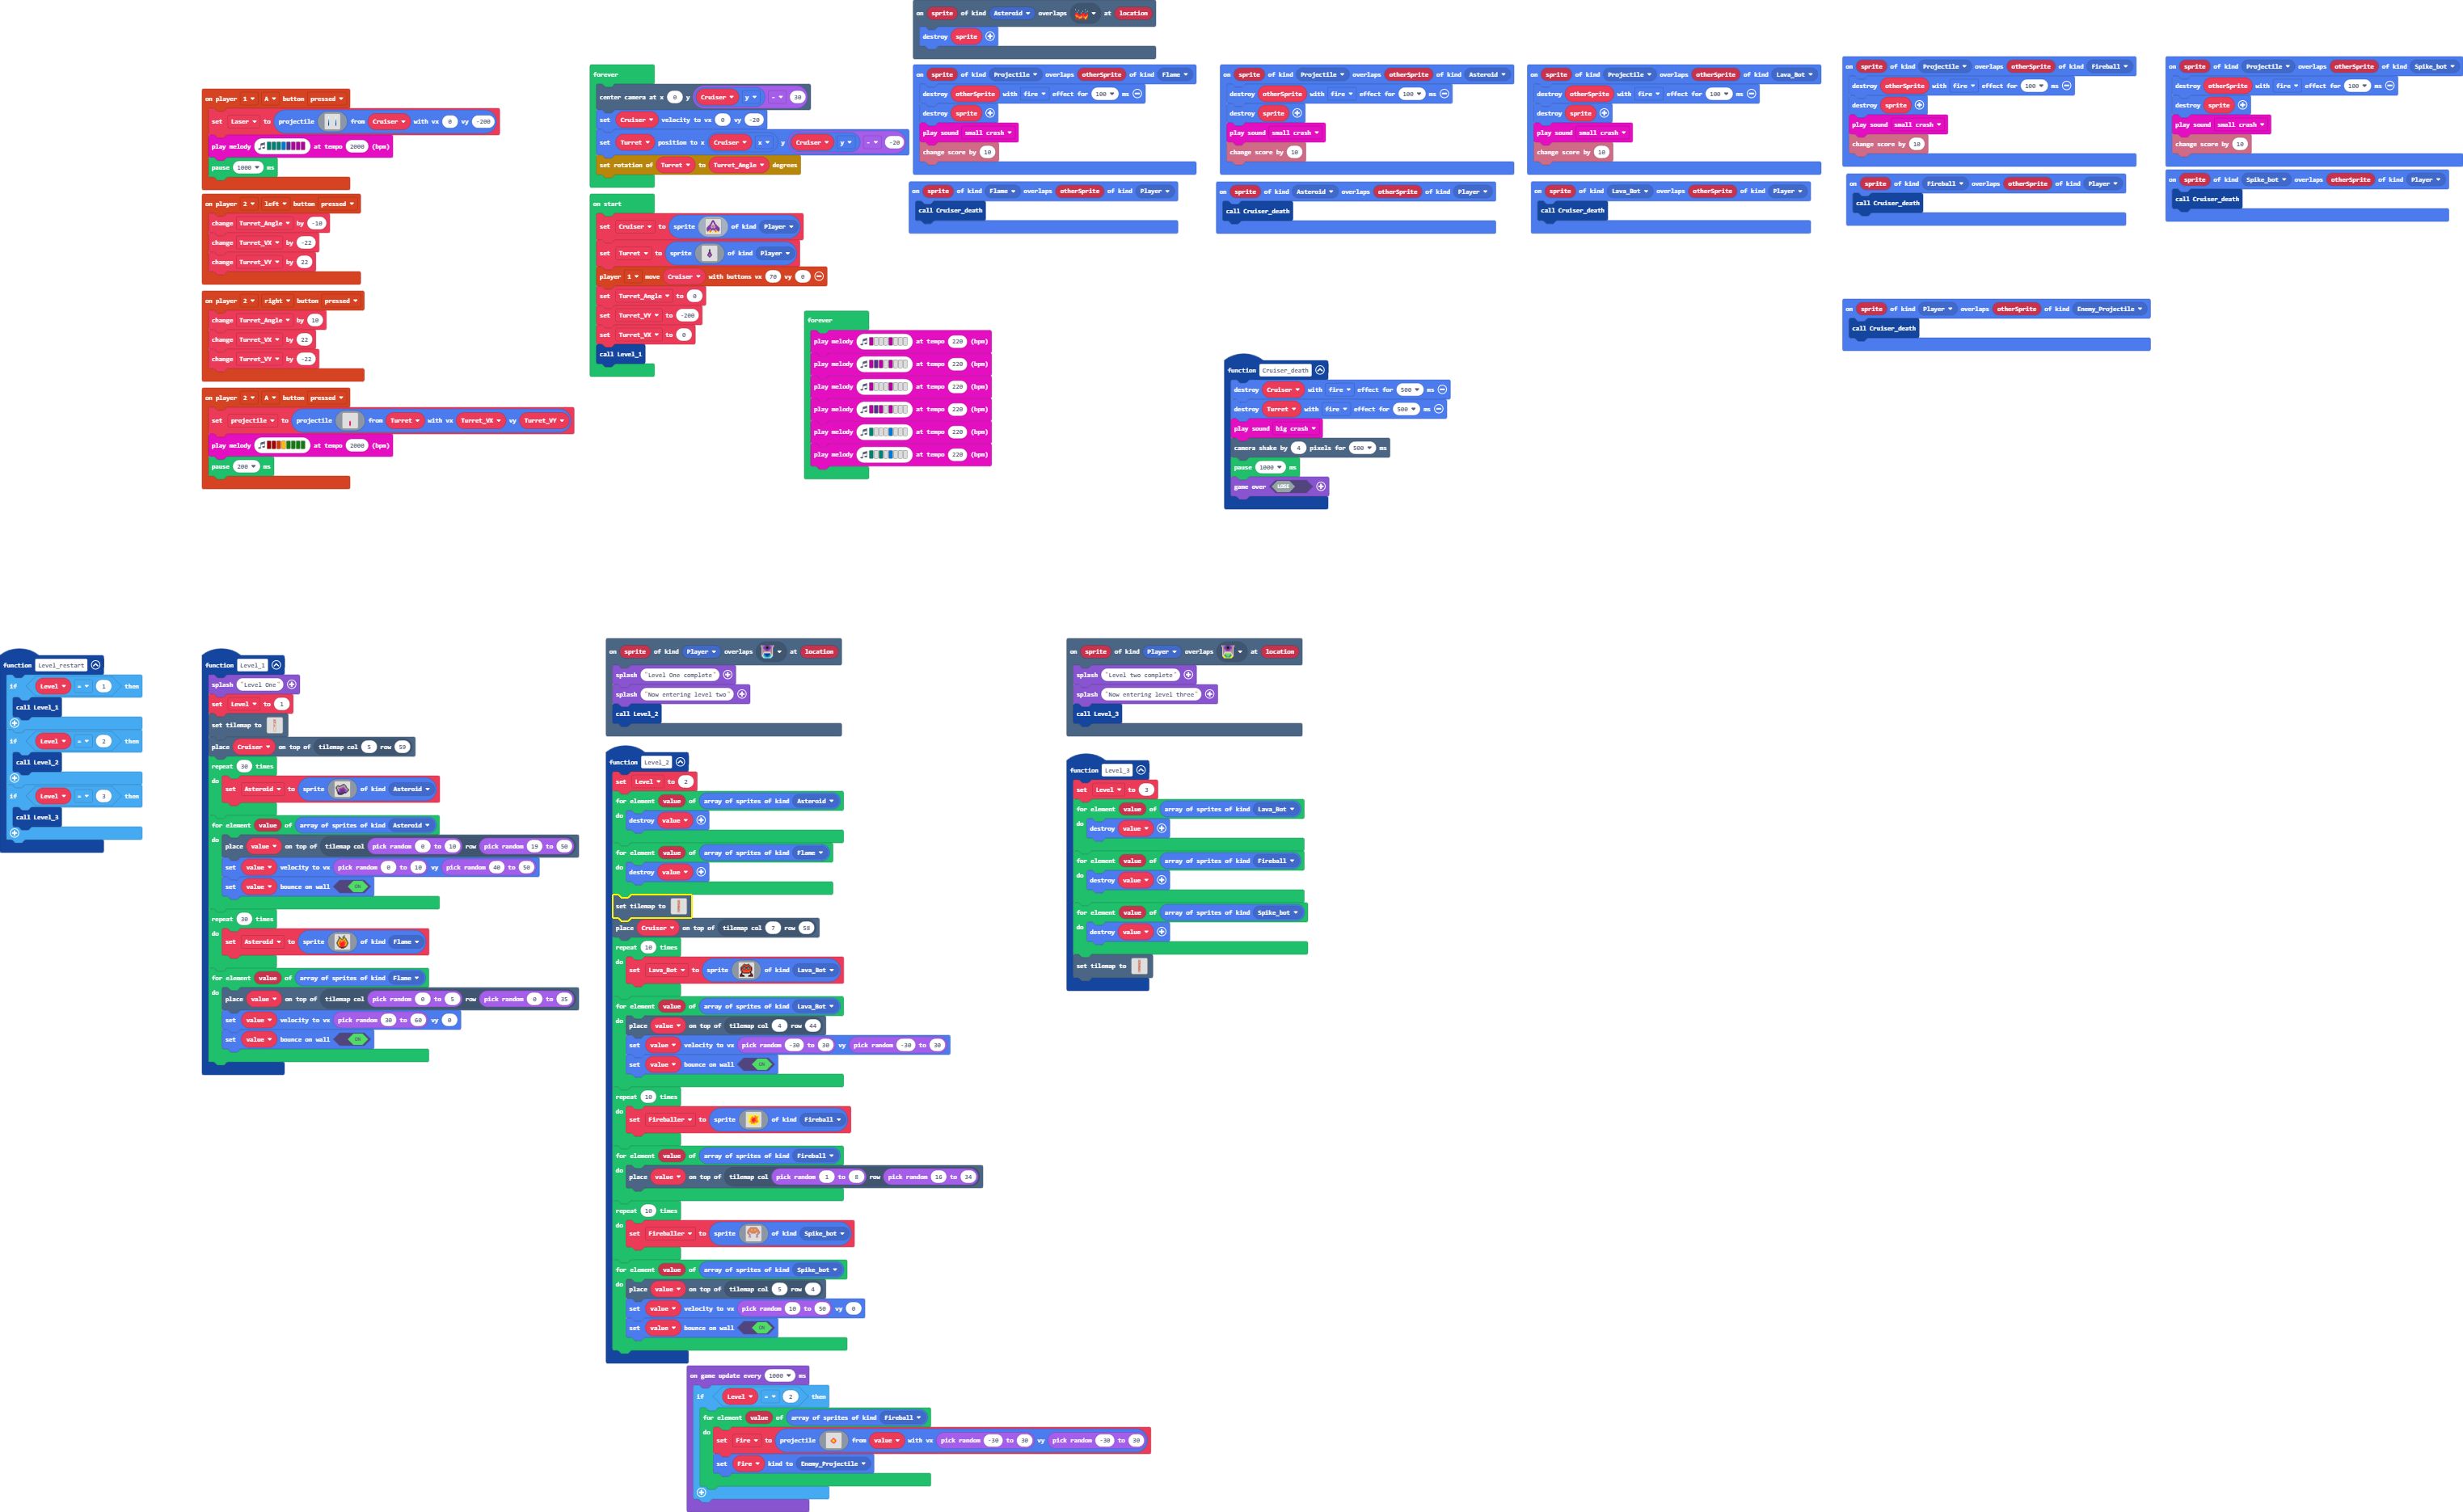 on sprite of kind Asteroid overlaps at location
destroy sprite
on player 1 A button pressed
set Laser to projectile from Cruiser with vx 0 vy -200
play melody at tempo 2000 (bpm)
pause 1000 ms
on player 2 left button pressed
change Turret_Angle by -10
change Turret_VX by -22
change Turret_VY by 22
on player 2 right button pressed
change Turret_Angle by 10
change Turret_VX by 22
change Turret_VY by -22
on player 2 A button pressed
set projectile to projectile from Turret with vx Turret_VX vy Turret_VY
play melody at tempo 2000 (bpm)
pause 200 ms
forever
center camera at x 0 y Cruiser y - 30
set Cruiser velocity to vx 0 vy -20
set Turret position to x Cruiser x y Cruiser y - -20
set rotation of Turret to Turret_Angle degrees
on start
set Cruiser to sprite of kind Player
set Turret to sprite of kind Player
player 1 move Cruiser with buttons vx 70 vy 0
set Turret_Angle to 0
set Turret_VY to -200
set Turret_VX to 0
call Level_1
forever
play melody at tempo 220 (bpm)
play melody at tempo 220 (bpm)
play melody at tempo 220 (bpm)
play melody at tempo 220 (bpm)
play melody at tempo 220 (bpm)
play melody at tempo 220 (bpm)
on sprite of kind Projectile overlaps otherSprite of kind Flame
destroy otherSprite with fire effect for 100 ms
destroy sprite
play sound small crash
change score by 10
on sprite of kind Flame overlaps otherSprite of kind Player
call Cruiser_death
on sprite of kind Projectile overlaps otherSprite of kind Asteroid
destroy otherSprite with fire effect for 100 ms
destroy sprite
play sound small crash
change score by 10
on sprite of kind Asteroid overlaps otherSprite of kind Player
call Cruiser_death
on sprite of kind Projectile overlaps otherSprite of kind Lava_Bot
destroy otherSprite with fire effect for 100 ms
destroy sprite
play sound small crash
change score by 10
on sprite of kind Lava_Bot overlaps otherSprite of kind Player
call Cruiser_death
on sprite of kind Projectile overlaps otherSprite of kind Fireball
destroy otherSprite with fire effect for 100 ms
destroy sprite
play sound small crash
change score by 10
on sprite of kind Fireball overlaps otherSprite of kind Player
call Cruiser_death
on sprite of kind Projectile overlaps otherSprite of kind Spike_bot
destroy otherSprite with fire effect for 100 ms
destroy sprite
play sound small crash
change score by 10
on sprite of kind Spike_bot overlaps otherSprite of kind Player
call Cruiser_death
on sprite of kind Player overlaps otherSprite of kind Enemy_Projectile
call Cruiser_death
function Cruiser_death
destroy Cruiser with fire effect for 500 ms
destroy Turret with fire effect for 500 ms
play sound big crash
camera shake by 4 pixels for 500 ms
pause 1000 ms
game over LOSE
function Level_restart
if Level = 1 then
call Level_1
if Level = 2 then
call Level_2
if Level = 3 then
call Level_3
function Level_1
splash "Level One"
set Level to 1
set tilemap to
place Cruiser on top of tilemap col 5 row 59
repeat 30 times
do set Asteroid to sprite of kind Asteroid
for element value of array of sprites of kind Asteroid
do place value on top of tilemap col pick random 0 to 10 row pick random 19 to 50
set value velocity to vx pick random 0 to 10 vy pick random 40 to 50
set value bounce on wall ON
repeat 30 times
do set Asteroid to sprite of kind Flame
for element value of array of sprites of kind Flame
do place value on top of tilemap col pick random 0 to 5 row pick random 0 to 35
set value velocity to vx pick random 30 to 60 vy 0
set value bounce on wall ON
on sprite of kind Player overlaps at location
splash "Level One complete"
splash "Now entering level two"
call Level_2
function Level_2
set Level to 2
for element value of array of sprites of kind Asteroid
do destroy value
for element value of array of sprites of kind Flame
do destroy value
set tilemap to
place Cruiser on top of tilemap col 7 row 58
repeat 10 times
do set Lava_Bot to sprite of kind Lava_Bot
for element value of array of sprites of kind Lava_Bot
do place value on top of tilemap col 4 row 44
set value velocity to vx pick random -30 to 30 vy pick random -30 to 30
set value bounce on wall ON
repeat 10 times
do set Fireballer to sprite of kind Fireball
for element value of array of sprites of kind Fireball
do place value on top of tilemap col pick random 1 to 8 row pick random 16 to 34
repeat 10 times
do set Fireballer to sprite of kind Spike_bot
for element value of array of sprites of kind Spike_bot
do place value on top of tilemap col 5 row 4
set value velocity to vx pick random 10 to 50 vy 0
set value bounce on wall ON
on game update every 1000 ms
if Level = 2 then
for element value of array of sprites of kind Fireball
do set Fire to projectile from value with vx pick random -30 to 30 vy pick random -30 to 30
set Fire kind to Enemy_Projectile
on sprite of kind Player overlaps at location
splash "Level two complete"
splash "Now entering level three"
call Level_3
function Level_3
set Level to 3
for element value of array of sprites of kind Lava_Bot
do destroy value
for element value of array of sprites of kind Fireball
do destroy value
for element value of array of sprites of kind Spike_bot
do destroy value
set tilemap to